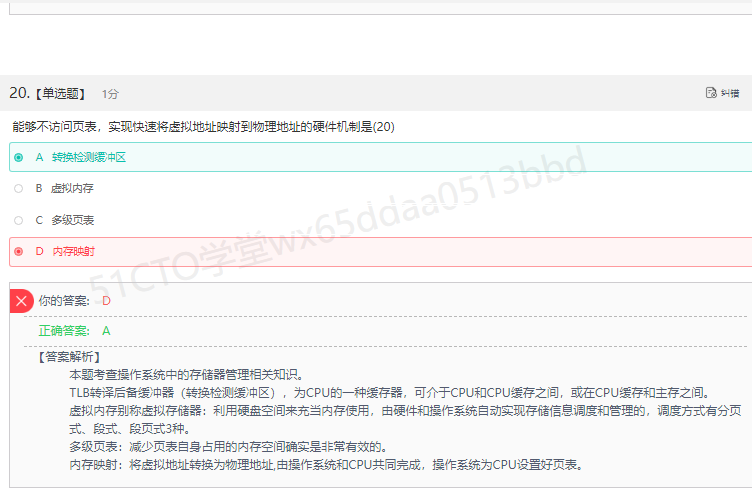 20.【单选题】 1分 纠错
能够不访问页表，实现快速将虚拟地址映射到物理地址的硬件机制是(20)
A 转换检测缓冲区
B 虚拟内存
C 多级页表
D 内存映射
51CTO学堂wx65ddaa0513bbd
你的答案: D
正确答案: A
【答案解析】
本题考查操作系统中的存储器管理相关知识。
TLB转译后备缓冲器（转换检测缓冲区），为CPU的一种缓存器，可介于CPU和CPU缓存之间，或在CPU缓存和主存之间。
虚拟内存别称虚拟存储器：利用硬盘空间来充当内存使用，由硬件和操作系统自动实现存储信息调度和管理的，调度方式有分页
式、段式、段页式3种。
多级页表：减少页表自身占用的内存空间确实是非常有效的。
内存映射：将虚拟地址转换为物理地址,由操作系统和CPU共同完成，操作系统为CPU设置好页表。